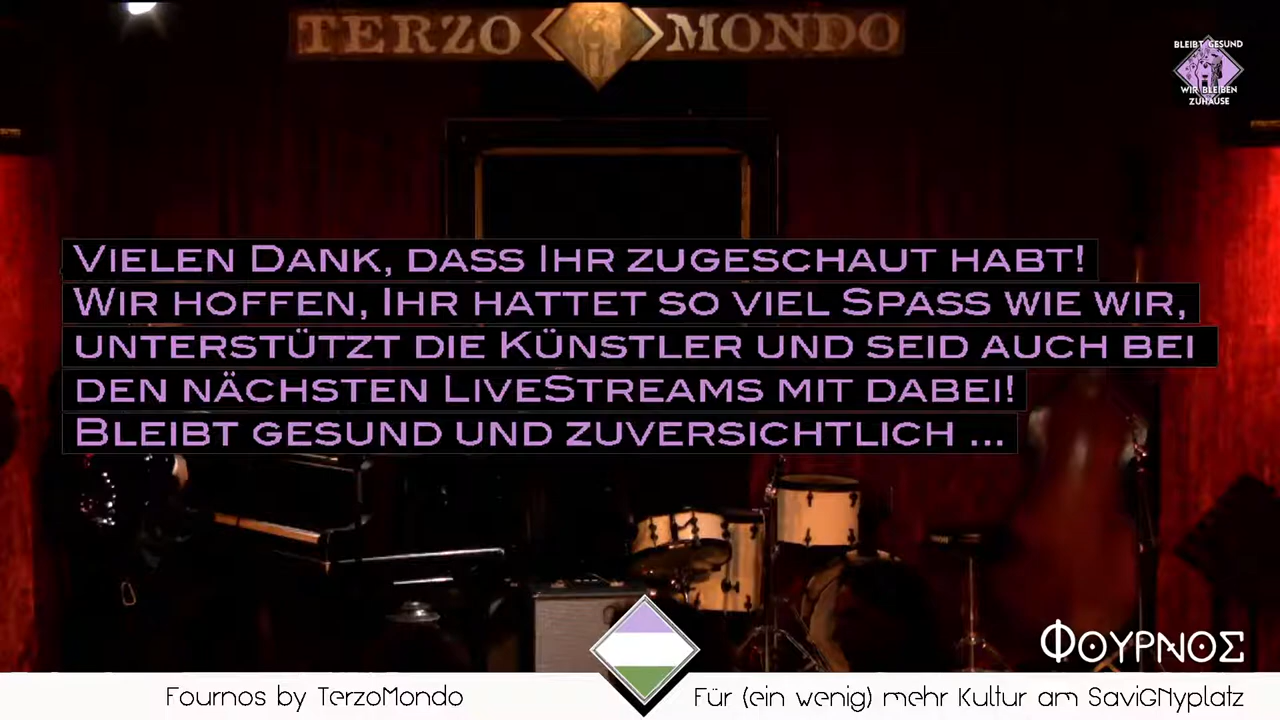 TERZO MONDO
BLEIBT GESUND
WIR BLEIBEN
ZUHAUSE
Vielen Dank, dass Ihr zugeschaut habt!
Wir hoffen, Ihr hattet so viel Spass wie wir,
unterstützt die Künstler und seid auch bei
den nächsten LiveStreams mit dabei!
Bleibt gesund und zuversichtlich ...
Φουρνος
Fournos by TerzoMondo
Für (ein wenig) mehr Kultur am SaviGNyplatz